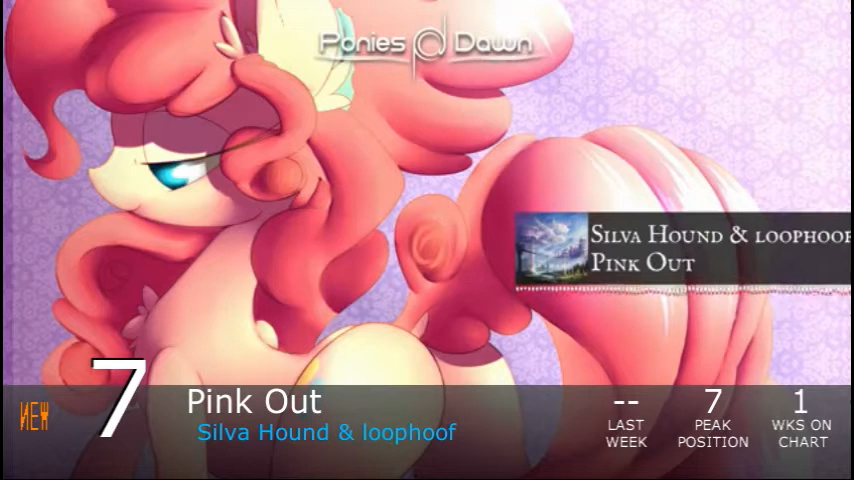 Ponies @ Dawn
Silva Hound & loophoof
Pink Out
NEW
7
Pink Out
Silva Hound & loophoof
--
LAST
WEEK
7
PEAK
POSITION
1
WKS ON
CHART